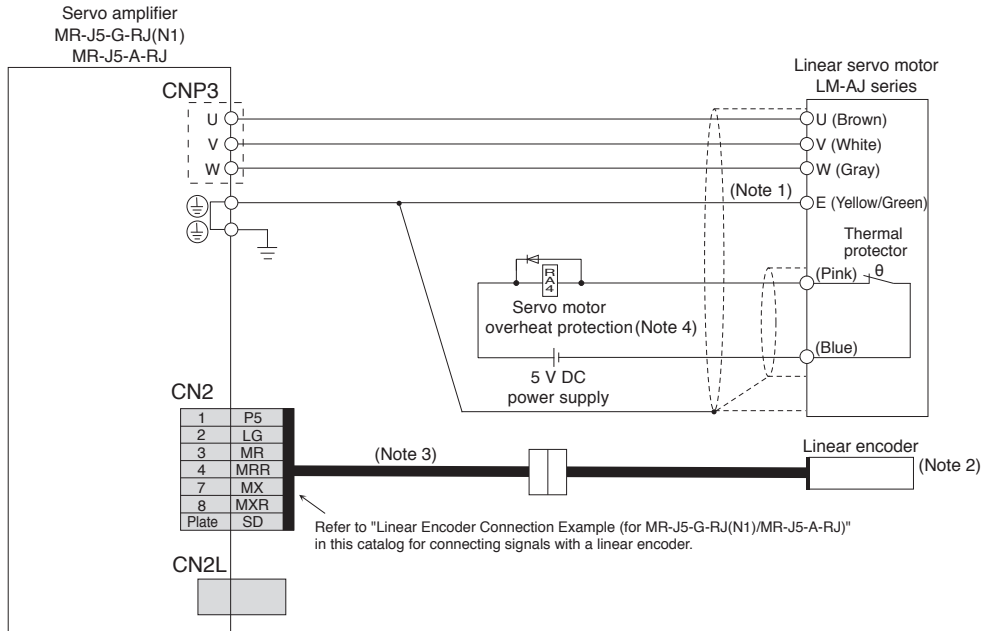 Servo amplifier
MR-J5-G-RJ(N1)
MR-J5-A-RJ
Linear servo motor
LM-AJ series
CNP3
U
U (Brown)
V
V (White)
W
W (Gray)
(Note 1)
E (Yellow/Green)
Thermal
protector
(Pink)
θ
RA4
Servo motor
overheat protection(Note 4)
(Blue)
5 V DC
power supply
CN2
1 P5
2 LG
3 MR
4 MRR
7 MX
8 MXR
Plate SD
(Note 3)
Linear encoder
(Note 2)
Refer to "Linear Encoder Connection Example (for MR-J5-G-RJ(N1)/MR-J5-A-RJ)"
in this catalog for connecting signals with a linear encoder.
CN2L